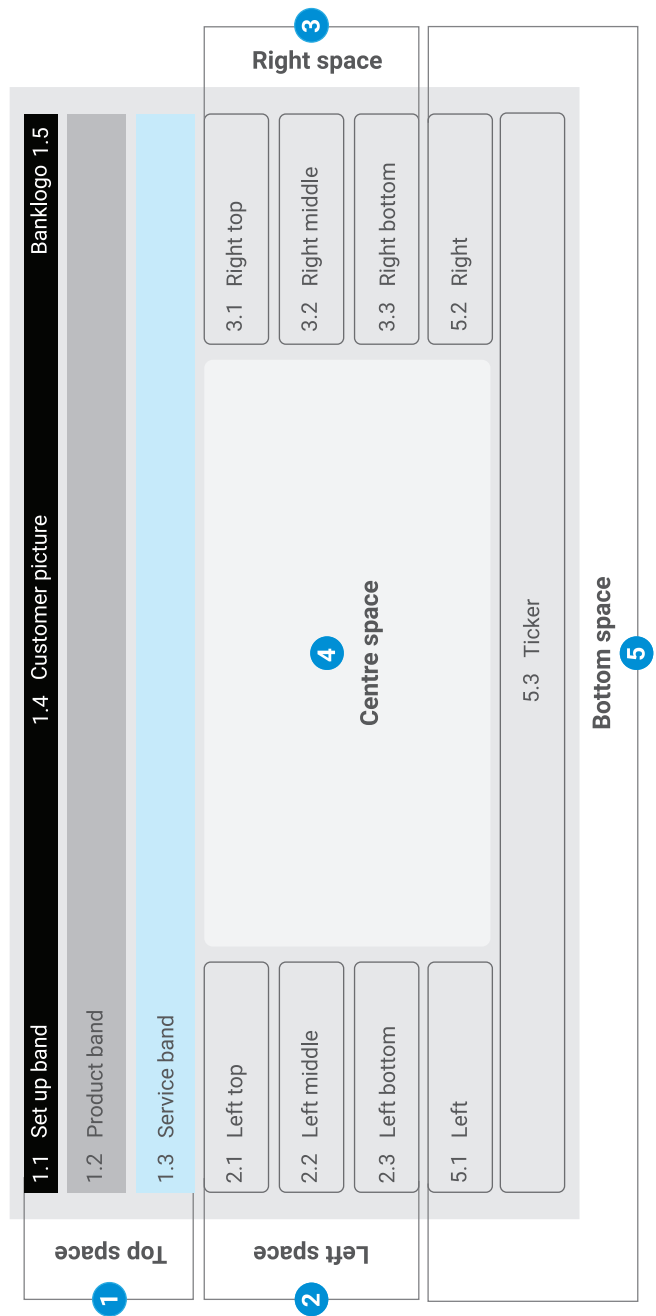 1
Top space
1.1 Set up band
1.4 Customer picture
Banklogo 1.5
1.2 Product band
1.3 Service band
2
Left space
2.1 Left top
2.2 Left middle
2.3 Left bottom
3
Right space
3.1 Right top
3.2 Right middle
3.3 Right bottom
4
Centre space
5.1 Left
5.2 Right
5.3 Ticker
Bottom space
5